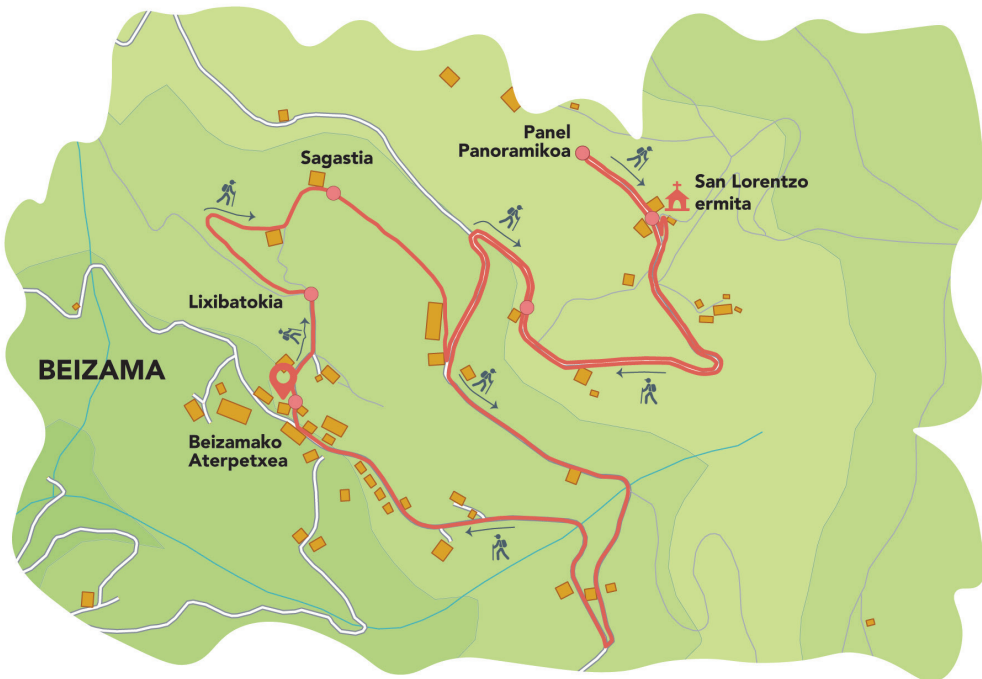 Panel
Panoramikoa
Sagastia
San Lorentzo
ermita
Lixibatokia
BEIZAMA
Beizamako
Aterpetxea